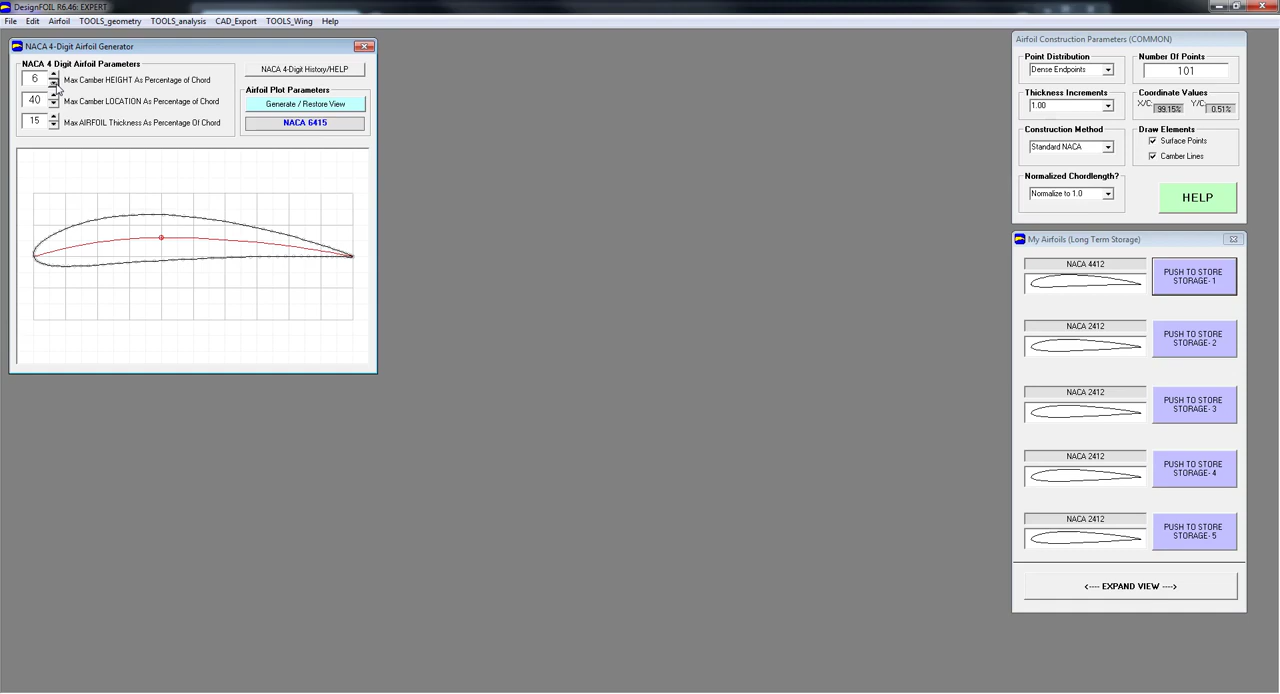 DesignFOIL R6.46: EXPERT
File Edit Airfoil TOOLS_geometry TOOLS_analysis CAD_Export TOOLS_Wing Help
NACA 4-Digit Airfoil Generator
NACA 4 Digit Airfoil Parameters
6 Max Camber HEIGHT As Percentage of Chord
40 Max Camber LOCATION As Percentage of Chord
15 Max AIRFOIL Thickness As Percentage Of Chord
NACA 4-Digit History/HELP
Airfoil Plot Parameters
Generate / Restore View
NACA 6415
Airfoil Construction Parameters (COMMON)
Point Distribution
Dense Endpoints
Number Of Points
101
Thickness Increments
1.00
Coordinate Values
X/C: 99.15% Y/C: 0.51%
Construction Method
Standard NACA
Draw Elements
Surface Points
Camber Lines
Normalized Chordlength?
Normalize to 1.0
HELP
My Airfoils (Long Term Storage)
NACA 4412
PUSH TO STORE
STORAGE-1
NACA 2412
PUSH TO STORE
STORAGE-2
NACA 2412
PUSH TO STORE
STORAGE-3
NACA 2412
PUSH TO STORE
STORAGE-4
NACA 2412
PUSH TO STORE
STORAGE-5
<---- EXPAND VIEW ---->